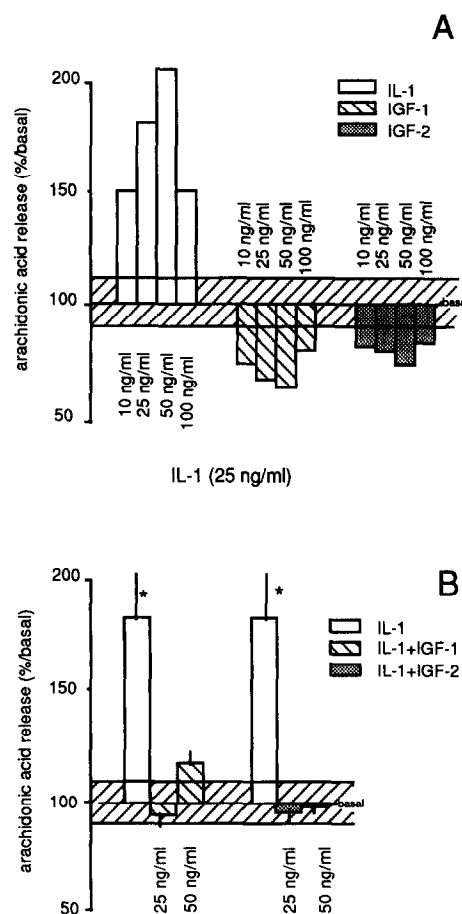 A
200
150
100
50
arachidonic acid release (%/basal)
IL-1
IGF-1
IGF-2
10 ng/ml
25 ng/ml
50 ng/ml
100 ng/ml
10 ng/ml
25 ng/ml
50 ng/ml
100 ng/ml
10 ng/ml
25 ng/ml
50 ng/ml
100 ng/ml
basal
IL-1 (25 ng/ml)
B
200
150
100
50
arachidonic acid release (%/basal)
*
*
IL-1
IL-1+IGF-1
IL-1+IGF-2
basal
25 ng/ml
50 ng/ml
25 ng/ml
50 ng/ml